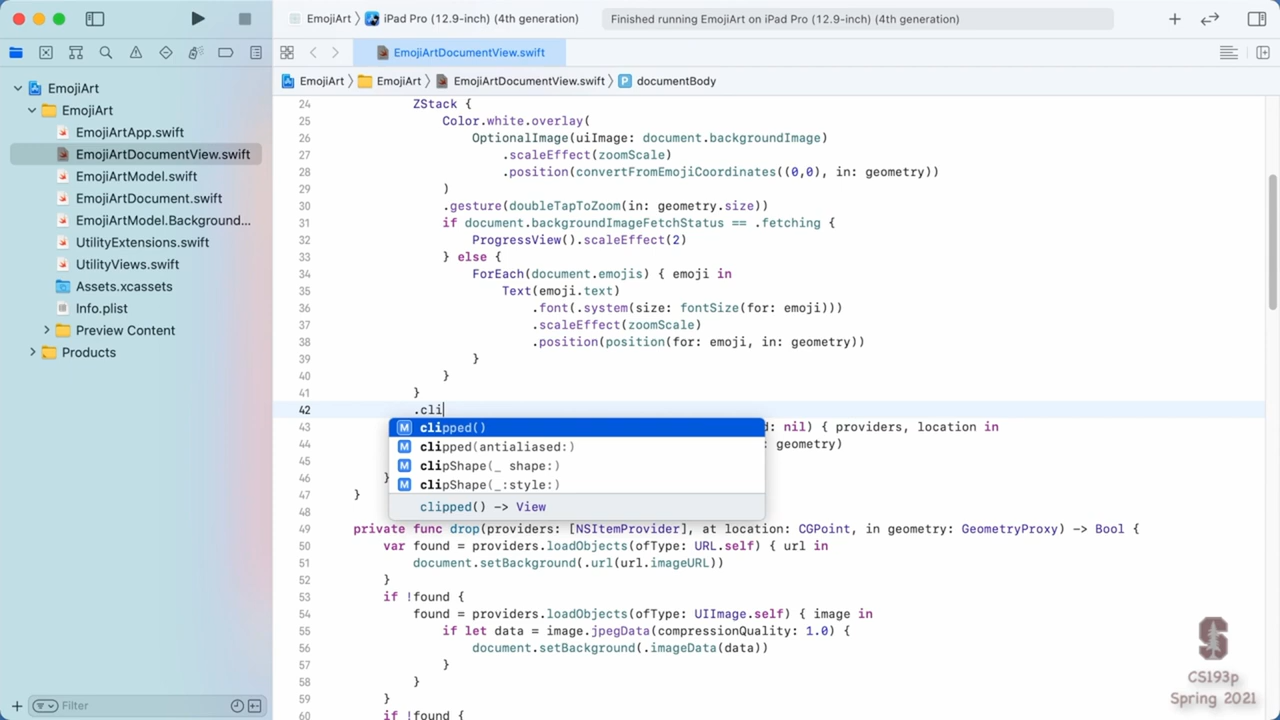 EmojiArt 〉 iPad Pro (12.9-inch) (4th generation)
Finished running EmojiArt on iPad Pro (12.9-inch) (4th generation)
EmojiArtDocumentView.swift
EmojiArt 〉 EmojiArt 〉 EmojiArtDocumentView.swift 〉 P documentBody
EmojiArt
EmojiArt
EmojiArtApp.swift
EmojiArtDocumentView.swift
EmojiArtModel.swift
EmojiArtDocument.swift
EmojiArtModel.Background...
UtilityExtensions.swift
UtilityViews.swift
Assets.xcassets
Info.plist
Preview Content
Products
Filter
24 ZStack {
25 Color.white.overlay(
26 OptionalImage(uiImage: document.backgroundImage)
27 .scaleEffect(zoomScale)
28 .position(convertFromEmojiCoordinates((0,0), in: geometry))
29 )
30 .gesture(doubleTapToZoom(in: geometry.size))
31 if document.backgroundImageFetchStatus == .fetching {
32 ProgressView().scaleEffect(2)
33 } else {
34 ForEach(document.emojis) { emoji in
35 Text(emoji.text)
36 .font(.system(size: fontSize(for: emoji)))
37 .scaleEffect(zoomScale)
38 .position(position(for: emoji, in: geometry))
39 }
40 }
41 }
42 .cli
M clipped()
M clipped(antialiased:)
M clipShape(_ shape:)
M clipShape(_:style:)
clipped() -> View
43 : nil) { providers, location in
44 : geometry)
45
46 }
47 }
48
49 private func drop(providers: [NSItemProvider], at location: CGPoint, in geometry: GeometryProxy) -> Bool {
50 var found = providers.loadObjects(ofType: URL.self) { url in
51 document.setBackground(.url(url.imageURL))
52 }
53 if !found {
54 found = providers.loadObjects(ofType: UIImage.self) { image in
55 if let data = image.jpegData(compressionQuality: 1.0) {
56 document.setBackground(.imageData(data))
57 }
58 }
59 }
60 if !found {
S
CS193p
Spring 2021